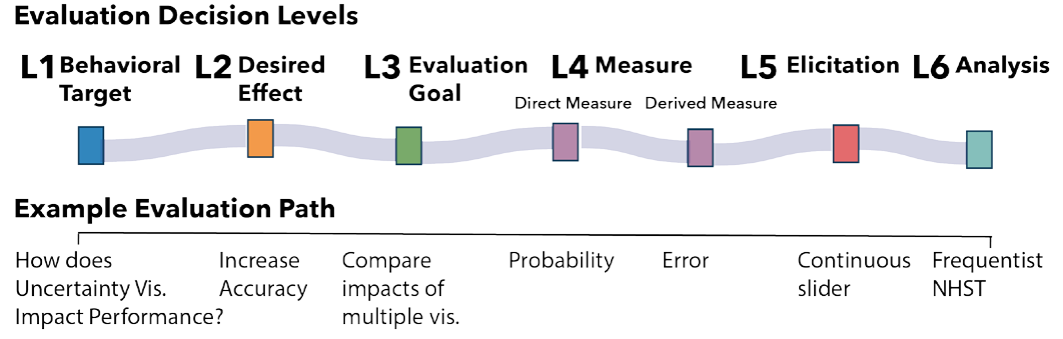 Evaluation Decision Levels
L1 Behavioral Target
L2 Desired Effect
L3 Evaluation Goal
L4 Measure
Direct Measure Derived Measure
L5 Elicitation
L6 Analysis
Example Evaluation Path
How does
Uncertainty Vis.
Impact Performance?
Increase
Accuracy
Compare
impacts of
multiple vis.
Probability
Error
Continuous
slider
Frequentist
NHST